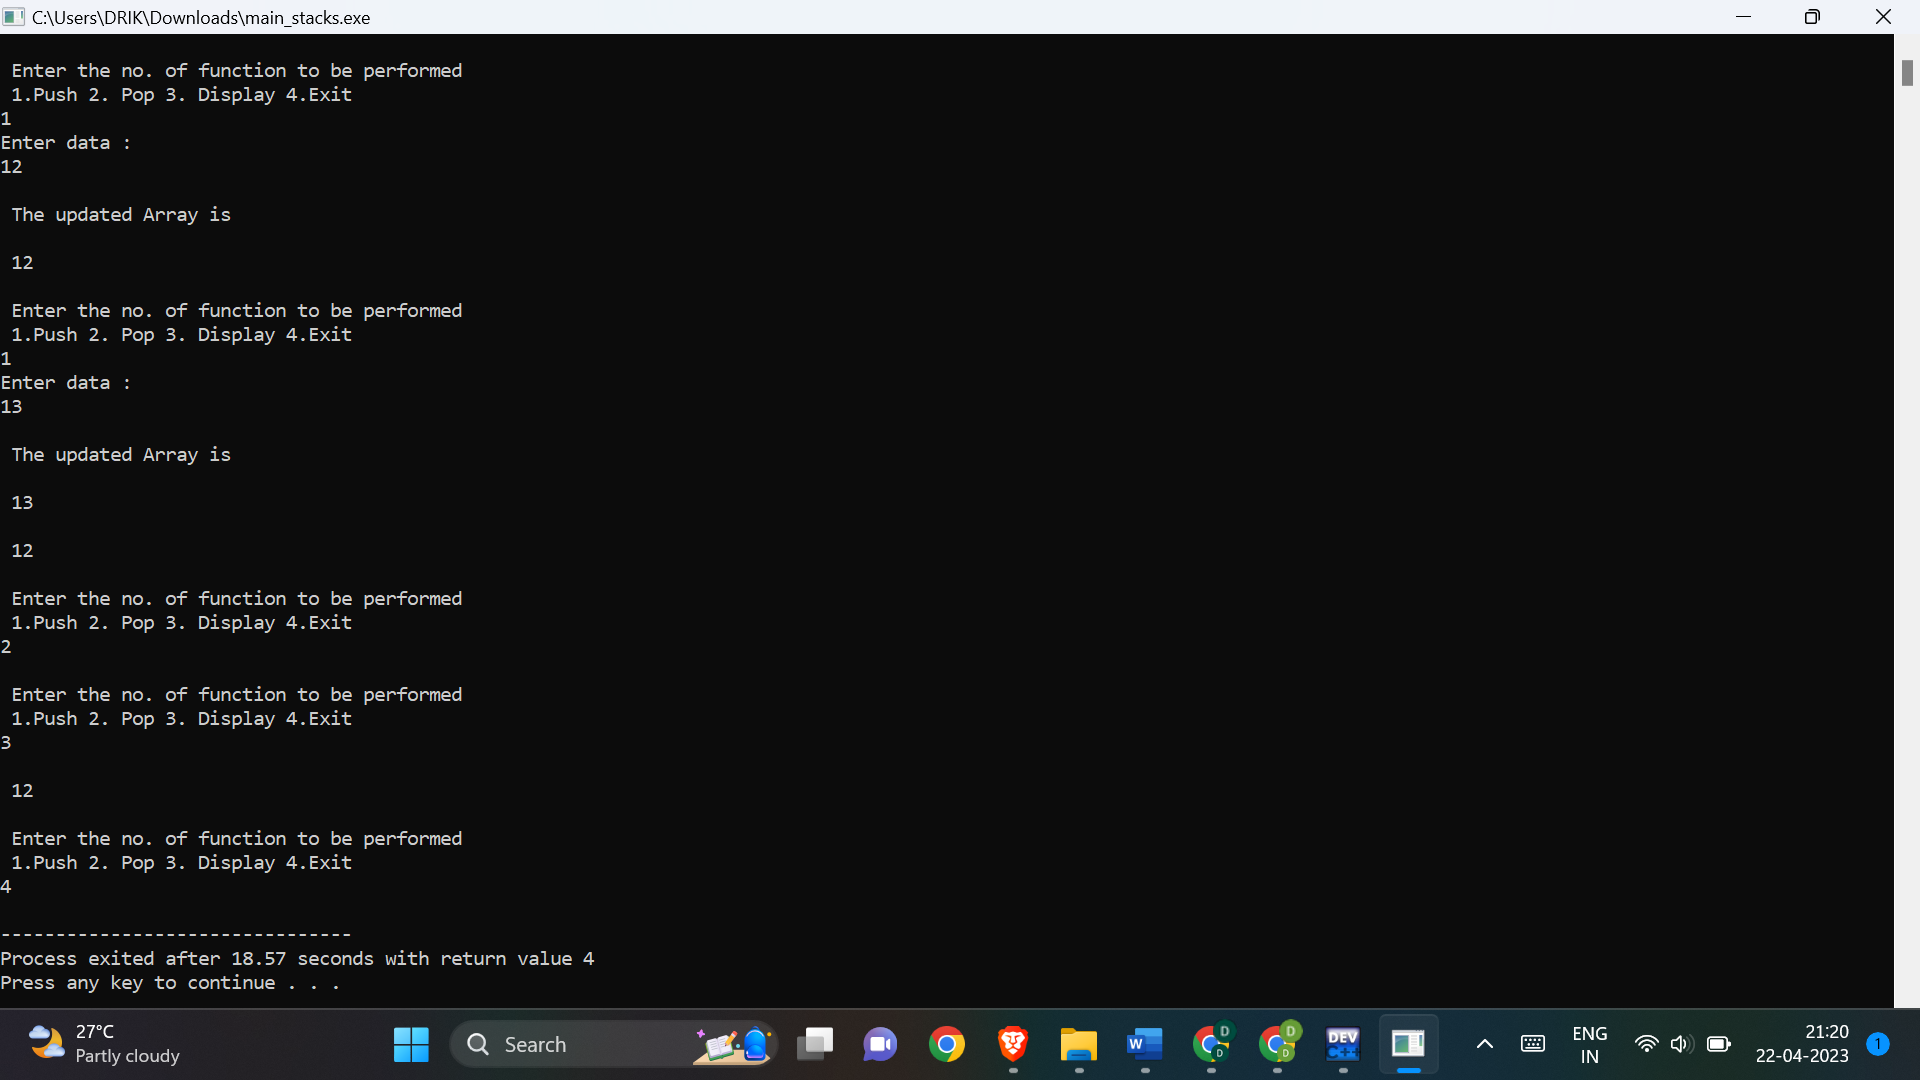 C:\Users\DRIK\Downloads\main_stacks.exe
Enter the no. of function to be performed
1.Push 2. Pop 3. Display 4.Exit
1
Enter data :
12
The updated Array is
12
Enter the no. of function to be performed
1.Push 2. Pop 3. Display 4.Exit
1
Enter data :
13
The updated Array is
13
12
Enter the no. of function to be performed
1.Push 2. Pop 3. Display 4.Exit
2
Enter the no. of function to be performed
1.Push 2. Pop 3. Display 4.Exit
3
12
Enter the no. of function to be performed
1.Push 2. Pop 3. Display 4.Exit
4
--------------------------------
Process exited after 18.57 seconds with return value 4
Press any key to continue . . .
27°C
Partly cloudy
Search
W
D
D
D
D
DEV
C++
ENG
IN
21:20
22-04-2023
1